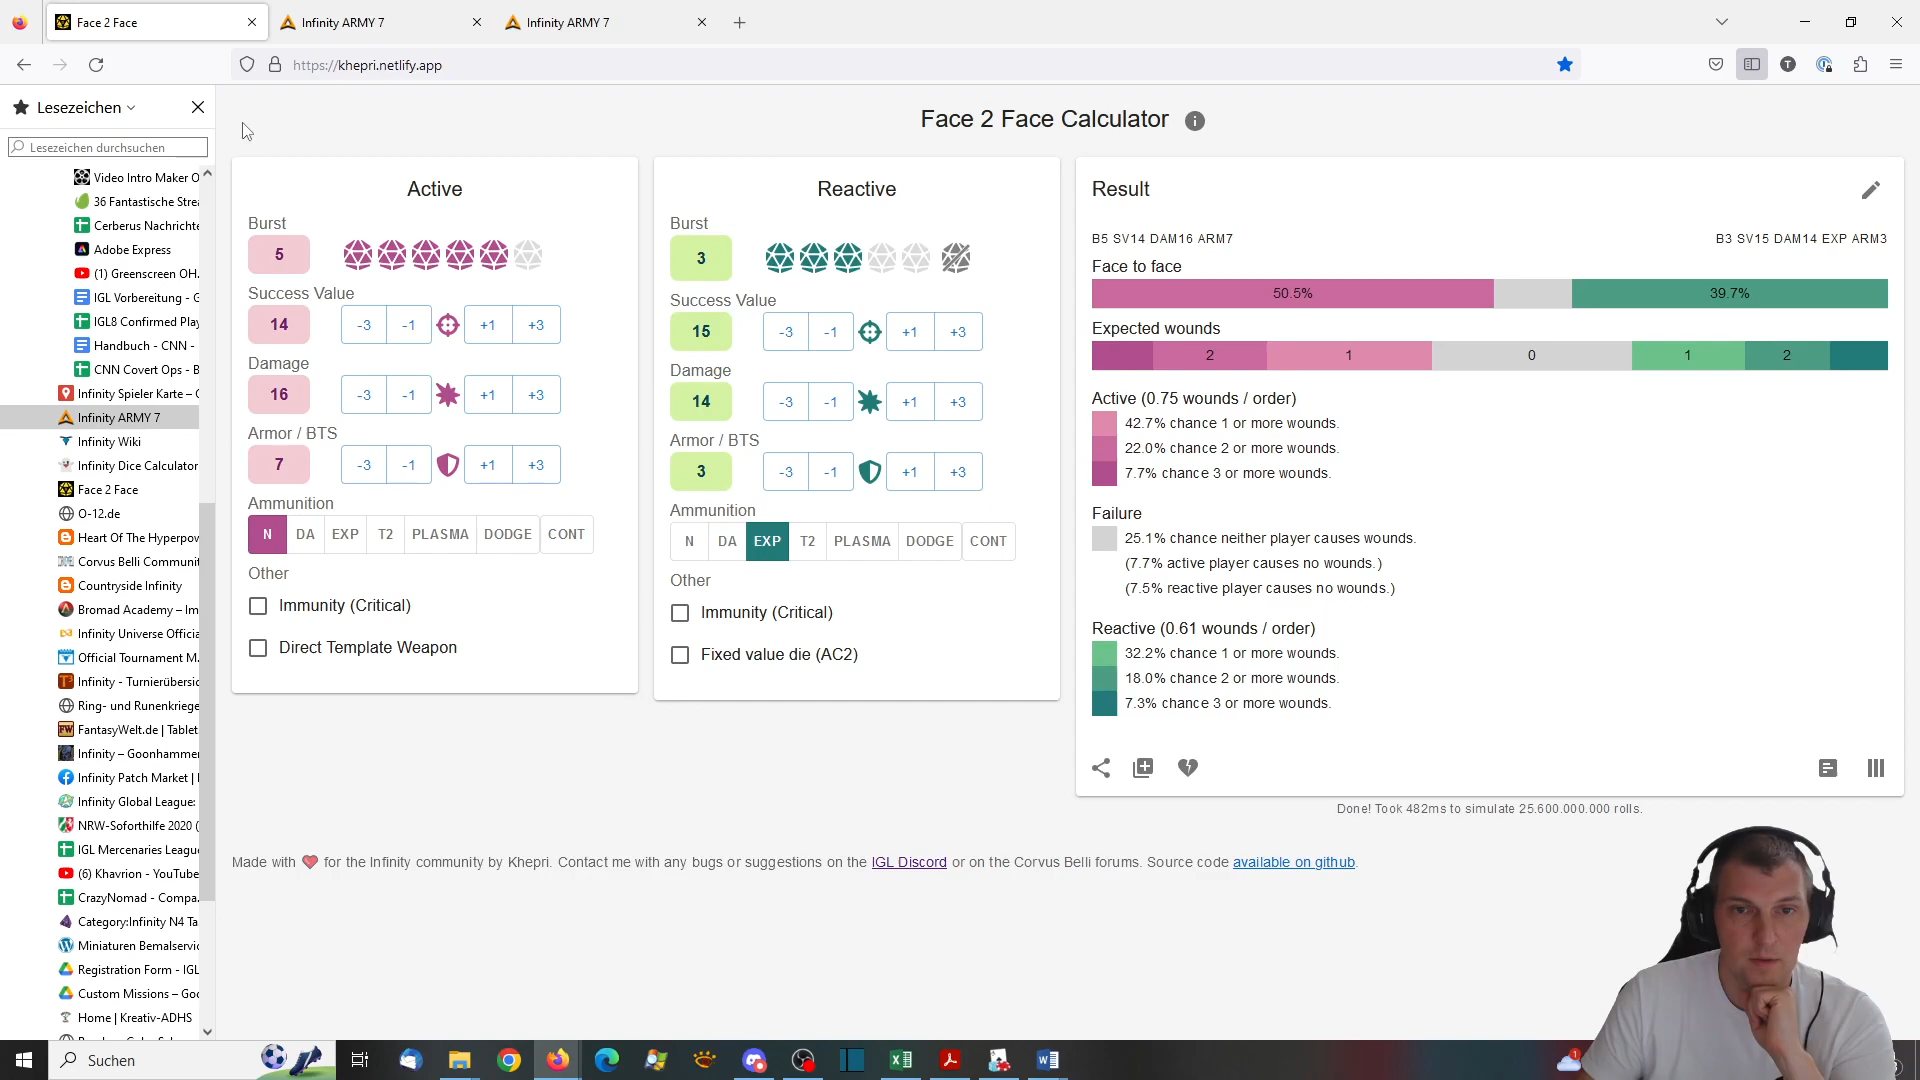 Face 2 Face
Infinity ARMY 7
Infinity ARMY 7
https://khepri.netlify.app
T
Lesezeichen
Lesezeichen durchsuchen
Video Intro Maker O
36 Fantastische Strea
Cerberus Nachrichte
Adobe Express
(1) Greenscreen OH.
IGL Vorbereitung - G
IGL8 Confirmed Play
Handbuch - CNN -
CNN Covert Ops - B
Infinity Spieler Karte – G
Infinity ARMY 7
Infinity Wiki
Infinity Dice Calculator
Face 2 Face
O-12.de
Heart Of The Hyperpow
Corvus Belli Communit
Countryside Infinity
Bromad Academy – Im
Infinity Universe Officia
Official Tournament M.
Infinity - Turnierübersic
Ring- und Runenkriege
FantasyWelt.de | Tablet
Infinity – Goonhammer
Infinity Patch Market |
Infinity Global League:
NRW-Soforthilfe 2020 (
IGL Mercenaries League
(6) Khavrion - YouTube
CrazyNomad - Compa.
Category:Infinity N4 Ta
Miniaturen Bemalservic
Registration Form - IGL
Custom Missions – Goo
Home | Kreativ-ADHS
Face 2 Face Calculator
Active
Burst
5
Success Value
14
-3 -1 +1 +3
Damage
16
-3 -1 +1 +3
Armor / BTS
7
-3 -1 +1 +3
Ammunition
N DA EXP T2 PLASMA DODGE CONT
Other
Immunity (Critical)
Direct Template Weapon
Reactive
Burst
3
Success Value
15
-3 -1 +1 +3
Damage
14
-3 -1 +1 +3
Armor / BTS
3
-3 -1 +1 +3
Ammunition
N DA EXP T2 PLASMA DODGE CONT
Other
Immunity (Critical)
Fixed value die (AC2)
Result
B5 SV14 DAM16 ARM7
B3 SV15 DAM14 EXP ARM3
Face to face
50.5% 39.7%
Expected wounds
2 1 0 1 2
Active (0.75 wounds / order)
42.7% chance 1 or more wounds.
22.0% chance 2 or more wounds.
7.7% chance 3 or more wounds.
Failure
25.1% chance neither player causes wounds.
(7.7% active player causes no wounds.)
(7.5% reactive player causes no wounds.)
Reactive (0.61 wounds / order)
32.2% chance 1 or more wounds.
18.0% chance 2 or more wounds.
7.3% chance 3 or more wounds.
Done! Took 482ms to simulate 25.600.000.000 rolls.
Made with ❤ for the Infinity community by Khepri. Contact me with any bugs or suggestions on the IGL Discord or on the Corvus Belli forums. Source code available on github.
Suchen
1